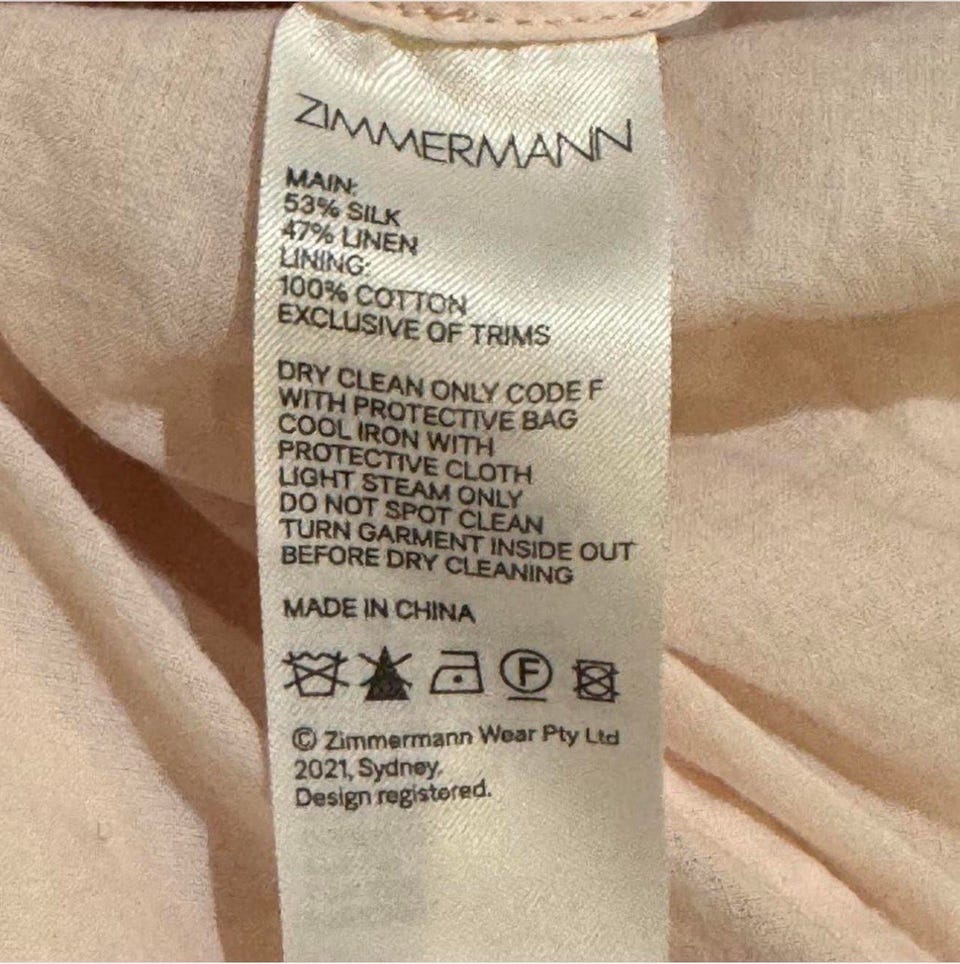 ZIMMERMANN
MAIN:
53% SILK
47% LINEN
LINING:
100% COTTON
EXCLUSIVE OF TRIMS
DRY CLEAN ONLY CODE F
WITH PROTECTIVE BAG
COOL IRON WITH
PROTECTIVE CLOTH
LIGHT STEAM ONLY
DO NOT SPOT CLEAN
TURN GARMENT INSIDE OUT
BEFORE DRY CLEANING
MADE IN CHINA
F
© Zimmermann Wear Pty Ltd
2021, Sydney.
Design registered.